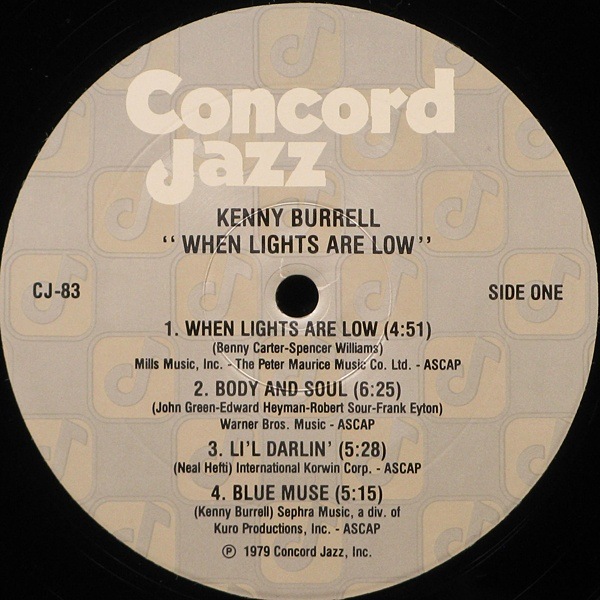 Concord
Jazz
KENNY BURRELL
"WHEN LIGHTS ARE LOW"
CJ-83
SIDE ONE
1. WHEN LIGHTS ARE LOW (4:51)
(Benny Carter-Spencer Williams)
Mills Music, Inc. - The Peter Maurice Music Co. Ltd. - ASCAP
2. BODY AND SOUL (6:25)
(John Green-Edward Heyman-Robert Sour-Frank Eyton)
Warner Bros. Music - ASCAP
3. LI'L DARLIN' (5:28)
(Neal Hefti) International Korwin Corp. - ASCAP
4. BLUE MUSE (5:15)
(Kenny Burrell) Sephra Music, a div. of
Kuro Productions, Inc. - ASCAP
℗ 1979 Concord Jazz, Inc.